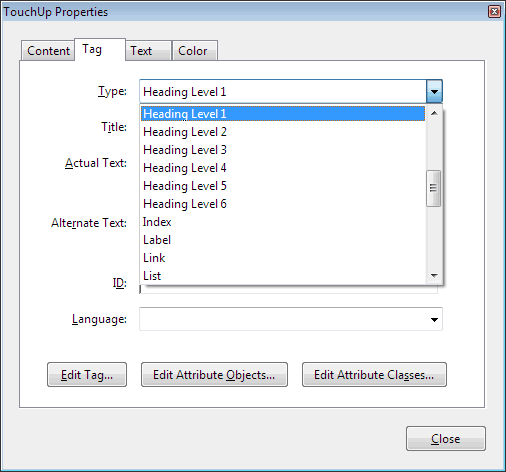 TouchUp Properties
Content Tag Text Color
Type: Heading Level 1
Heading Level 1
Title:
Heading Level 2
Heading Level 3
Actual Text:
Heading Level 4
Heading Level 5
Heading Level 6
Alternate Text:
Index
Label
Link
List
ID:
Language:
Edit Tag... Edit Attribute Objects... Edit Attribute Classes...
Close